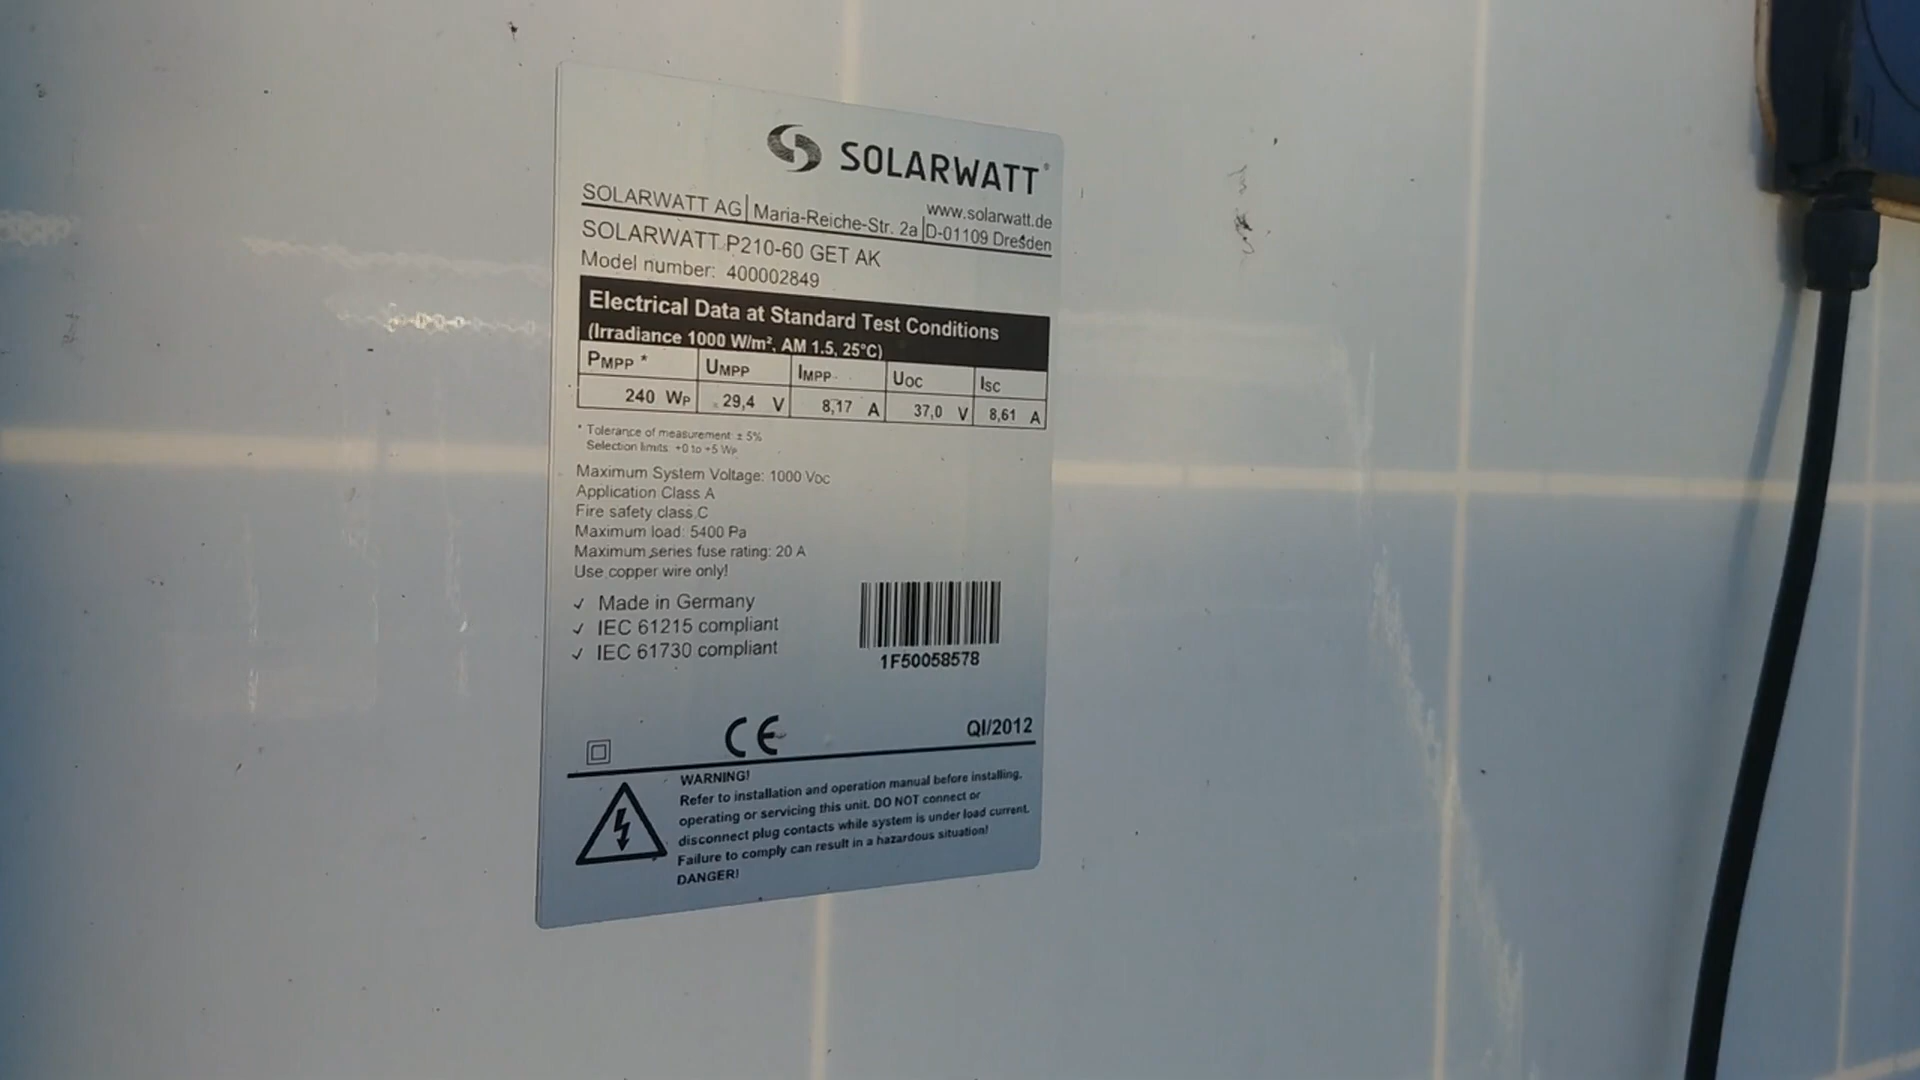 SOLARWATT®
www.solarwatt.de
SOLARWATT AG | Maria-Reiche-Str. 2a | D-01109 Dresden
SOLARWATT P210-60 GET AK
Model number: 400002849
Electrical Data at Standard Test Conditions
(Irradiance 1000 W/m², AM 1.5, 25°C)
PMPP * UMPP IMPP UOC ISC
240 WP 29,4 V 8,17 A 37,0 V 8,61 A
* Tolerance of measurement: ± 5%
Selection limits: +0 to +5 WP
Maximum System Voltage: 1000 VDC
Application Class A
Fire safety class C
Maximum load: 5400 Pa
Maximum series fuse rating: 20 A
Use copper wire only!
✓ Made in Germany
✓ IEC 61215 compliant
✓ IEC 61730 compliant
1F50058578
CE
QI/2012
WARNING!
Refer to installation and operation manual before installing,
operating or servicing this unit. DO NOT connect or
disconnect plug contacts while system is under load current.
Failure to comply can result in a hazardous situation!
DANGER!